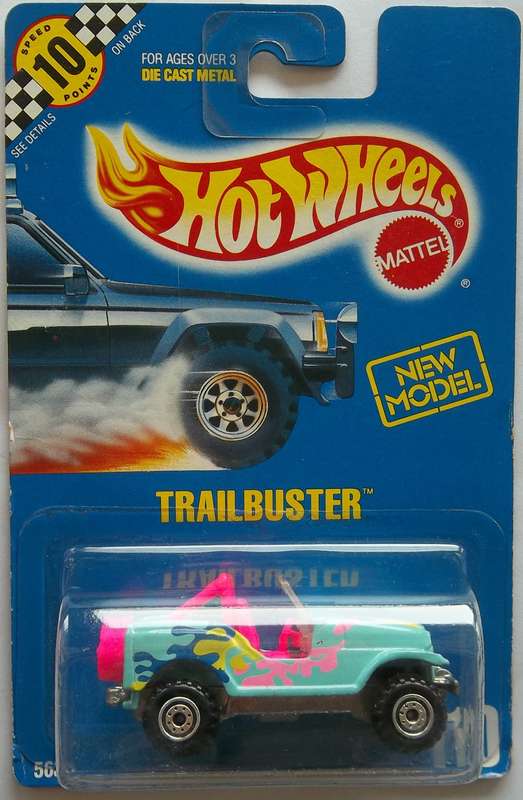 SPEED
10
POINTS
SEE DETAILS
ON BACK
FOR AGES OVER 3
DIE CAST METAL
HOT WHEELS®
MATTEL
®
NEW
MODEL
TRAILBUSTER™
TRAILBUSTER